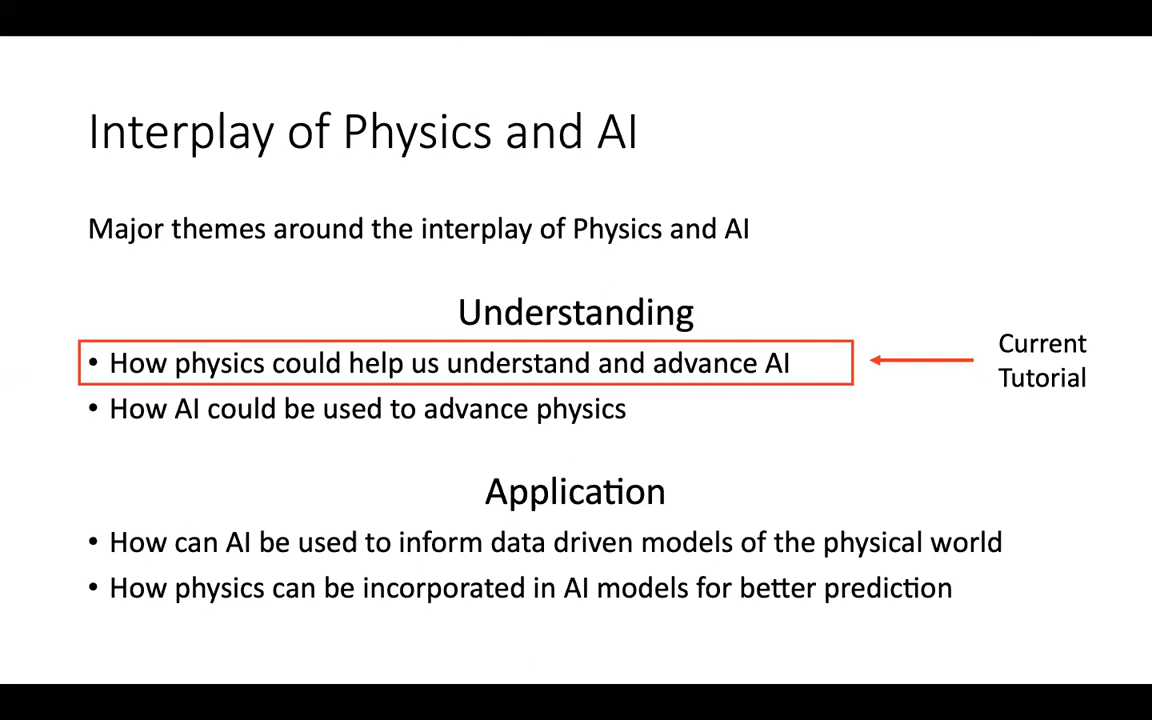 Interplay of Physics and AI
Major themes around the interplay of Physics and AI
Understanding
• How physics could help us understand and advance AI
Current
Tutorial
• How AI could be used to advance physics
Application
• How can AI be used to inform data driven models of the physical world
• How physics can be incorporated in AI models for better prediction